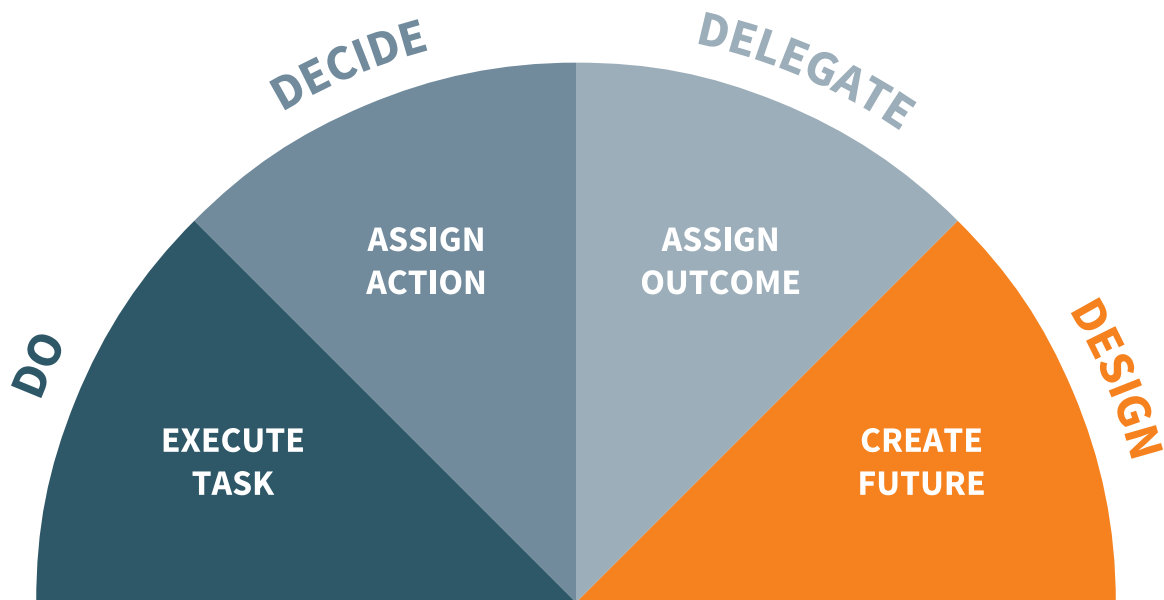 DO
EXECUTE
TASK
DECIDE
ASSIGN
ACTION
DELEGATE
ASSIGN
OUTCOME
DESIGN
CREATE
FUTURE